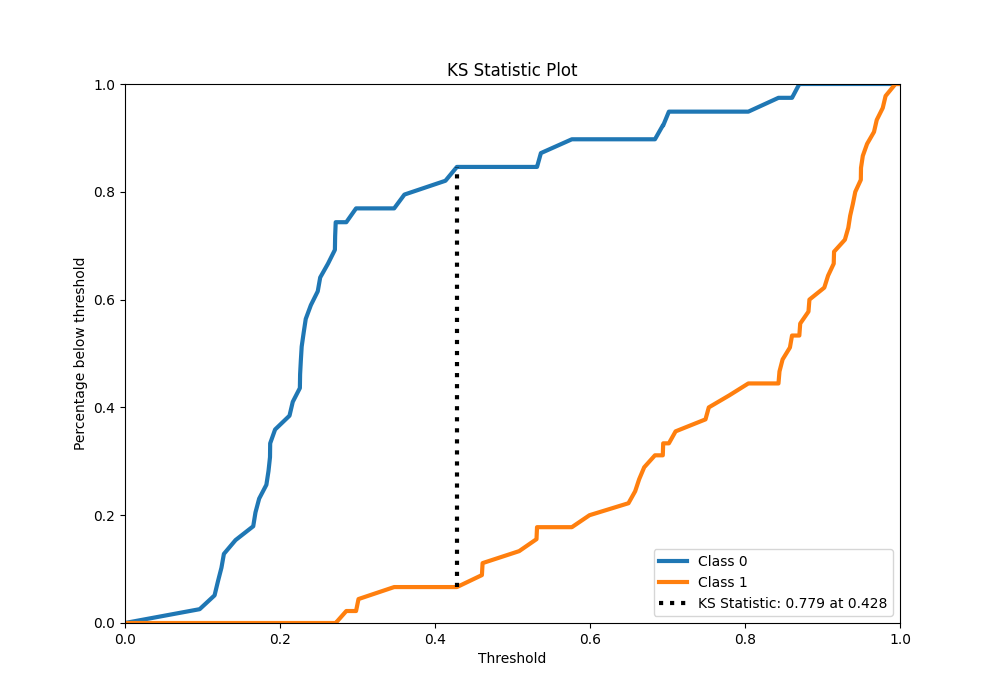 KS Statistic Plot
1.0
0.8
0.6
0.4
0.2
0.0
Percentage below threshold
0.0 0.2 0.4 0.6 0.8 1.0
Threshold
Class 0
Class 1
KS Statistic: 0.779 at 0.428